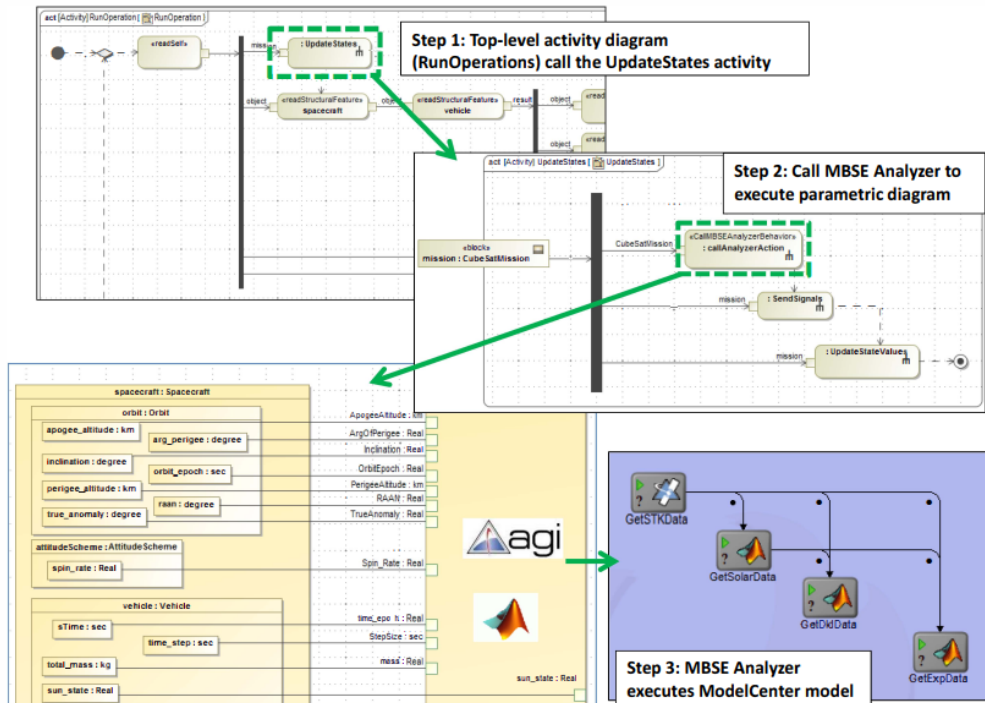 act [Activity] RunOperation [ RunOperation ]
«readSelf»
mission
: UpdateStates
object
«readStructuralFeature»
spacecraft
object
«readStructuralFeature»
vehicle
result
object
«read
object
Step 1: Top-level activity diagram
(RunOperations) call the UpdateStates activity
act [Activity] UpdateStates [ UpdateStates ]
Step 2: Call MBSE Analyzer to
execute parametric diagram
«block»
mission : CubeSatMission
CubeSatMission
«CallMBSEAnalyzerBehavior»
: callAnalyzerAction
mission
: SendSignals
mission
: UpdateStateValues
spacecraft : Spacecraft
orbit : Orbit
apogee_altitude : km
arg_perigee : degree
inclination : degree
orbit_epoch : sec
perigee_altitude : km
raan : degree
true_anomaly : degree
ApogeeAltitude : km
ArgOfPerigee : Real
Inclination : Real
OrbitEpoch : Real
PerigeeAltitude : km
RAAN : Real
TrueAnomaly : Real
attitudeScheme : AttitudeScheme
spin_rate : Real
Spin_Rate : Real
vehicle : Vehicle
sTime : sec
time_step : sec
total_mass : kg
sun_state : Real
time_epo h : Real
StepSize : sec
mass : Real
sun_state : Real
agi
?
GetSTKData
?
GetSolarData
?
GetDklData
?
GetExpData
Step 3: MBSE Analyzer
executes ModelCenter model